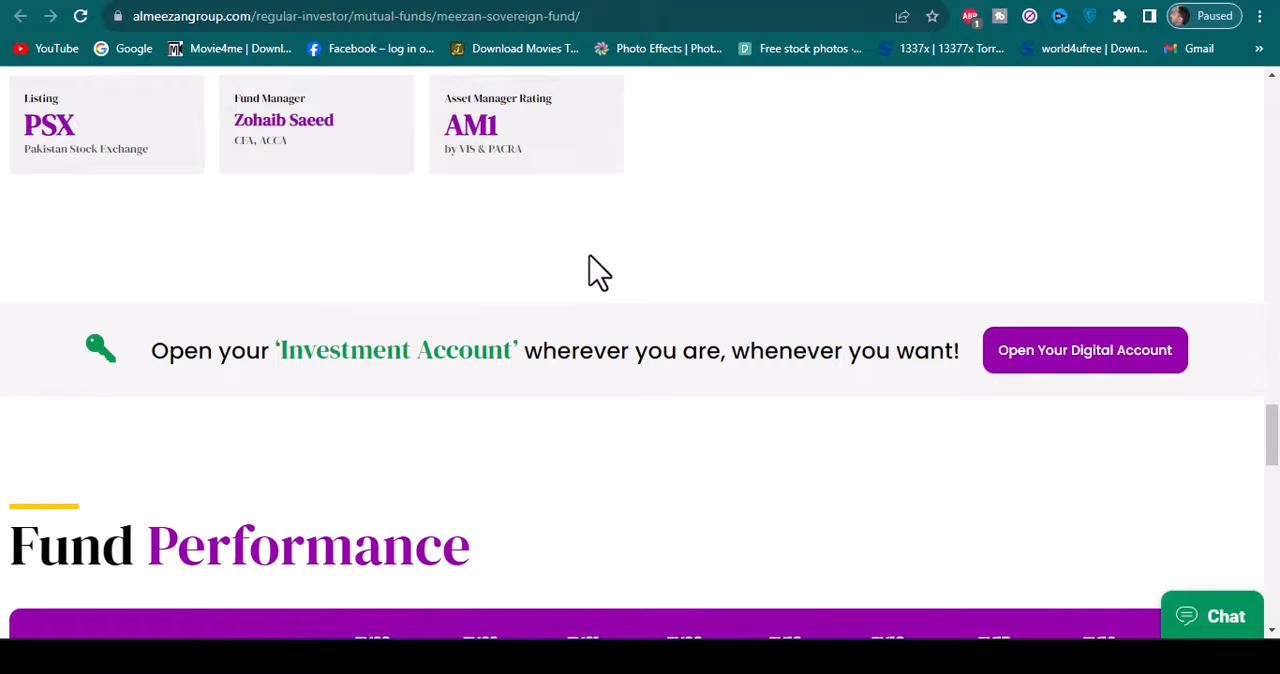 almeezangroup.com/regular-investor/mutual-funds/meezan-sovereign-fund/
ABP
1
Paused
YouTube
Google
Movie4me | Downl...
Facebook – log in o...
Download Movies T...
Photo Effects | Phot...
Free stock photos -...
1337x | 13377x Torr...
world4ufree | Down...
Gmail
»
Listing
PSX
Pakistan Stock Exchange
Fund Manager
Zohaib Saeed
CFA, ACCA
Asset Manager Rating
AM1
by VIS & PACRA
Open your ‘Investment Account’ wherever you are, whenever you want!
Open Your Digital Account
Fund Performance
Chat